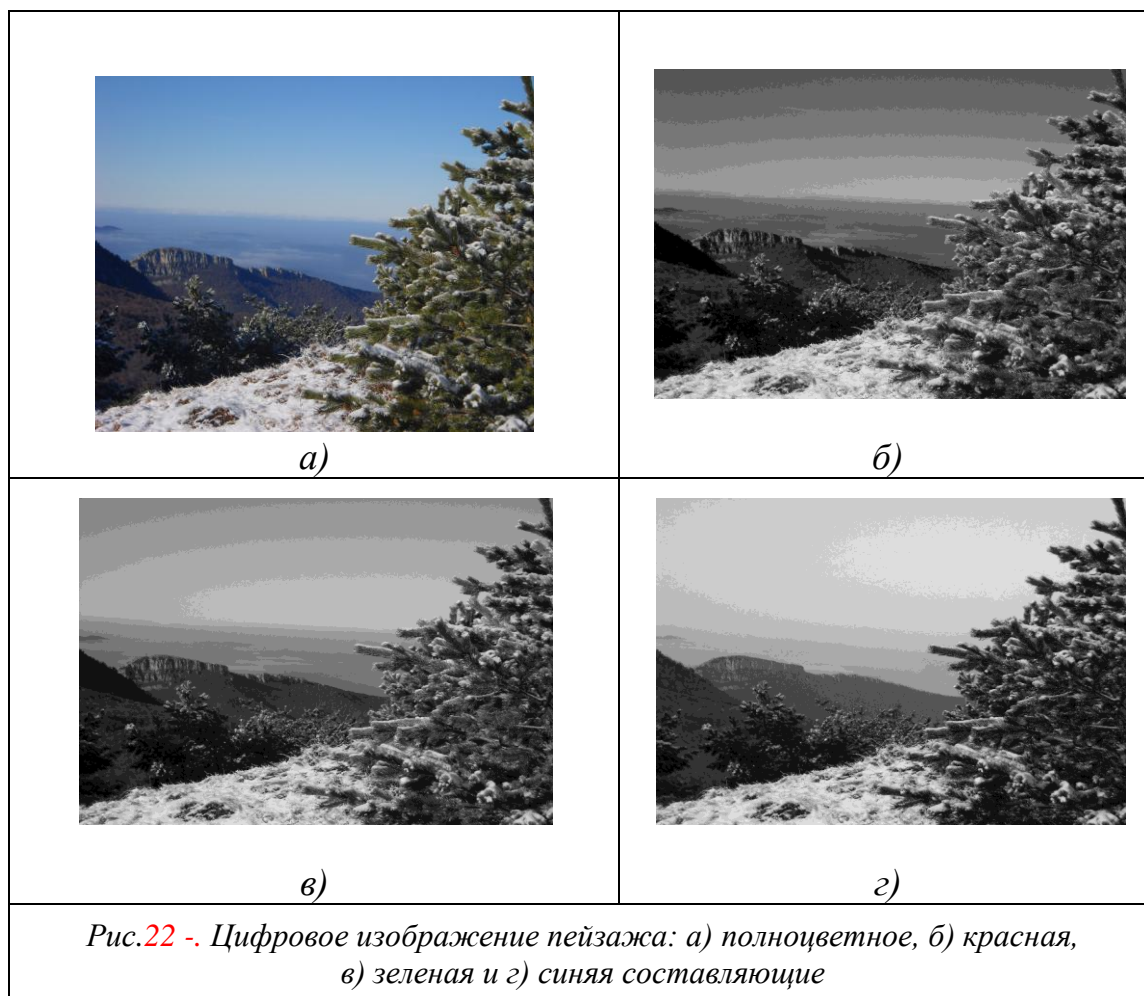 а)
б)
в)
г)
Рис.22 -. Цифровое изображение пейзажа: а) полноцветное, б) красная,
в) зеленая и г) синяя составляющие